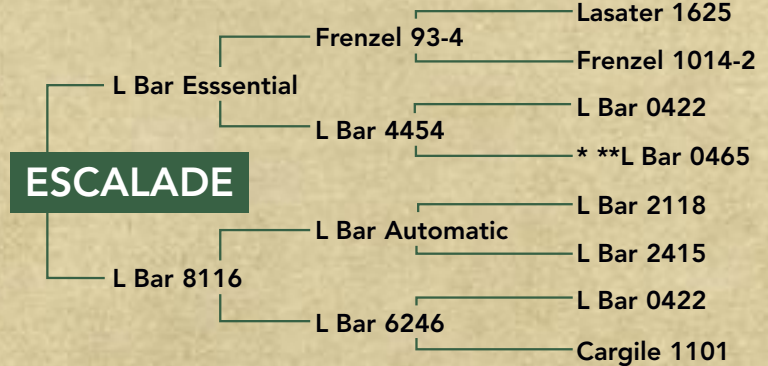 Lasater 1625
Frenzel 93-4
Frenzel 1014-2
L Bar Esssential
L Bar 0422
L Bar 4454
* **L Bar 0465
ESCALADE
L Bar 2118
L Bar Automatic
L Bar 2415
L Bar 8116
L Bar 0422
L Bar 6246
Cargile 1101